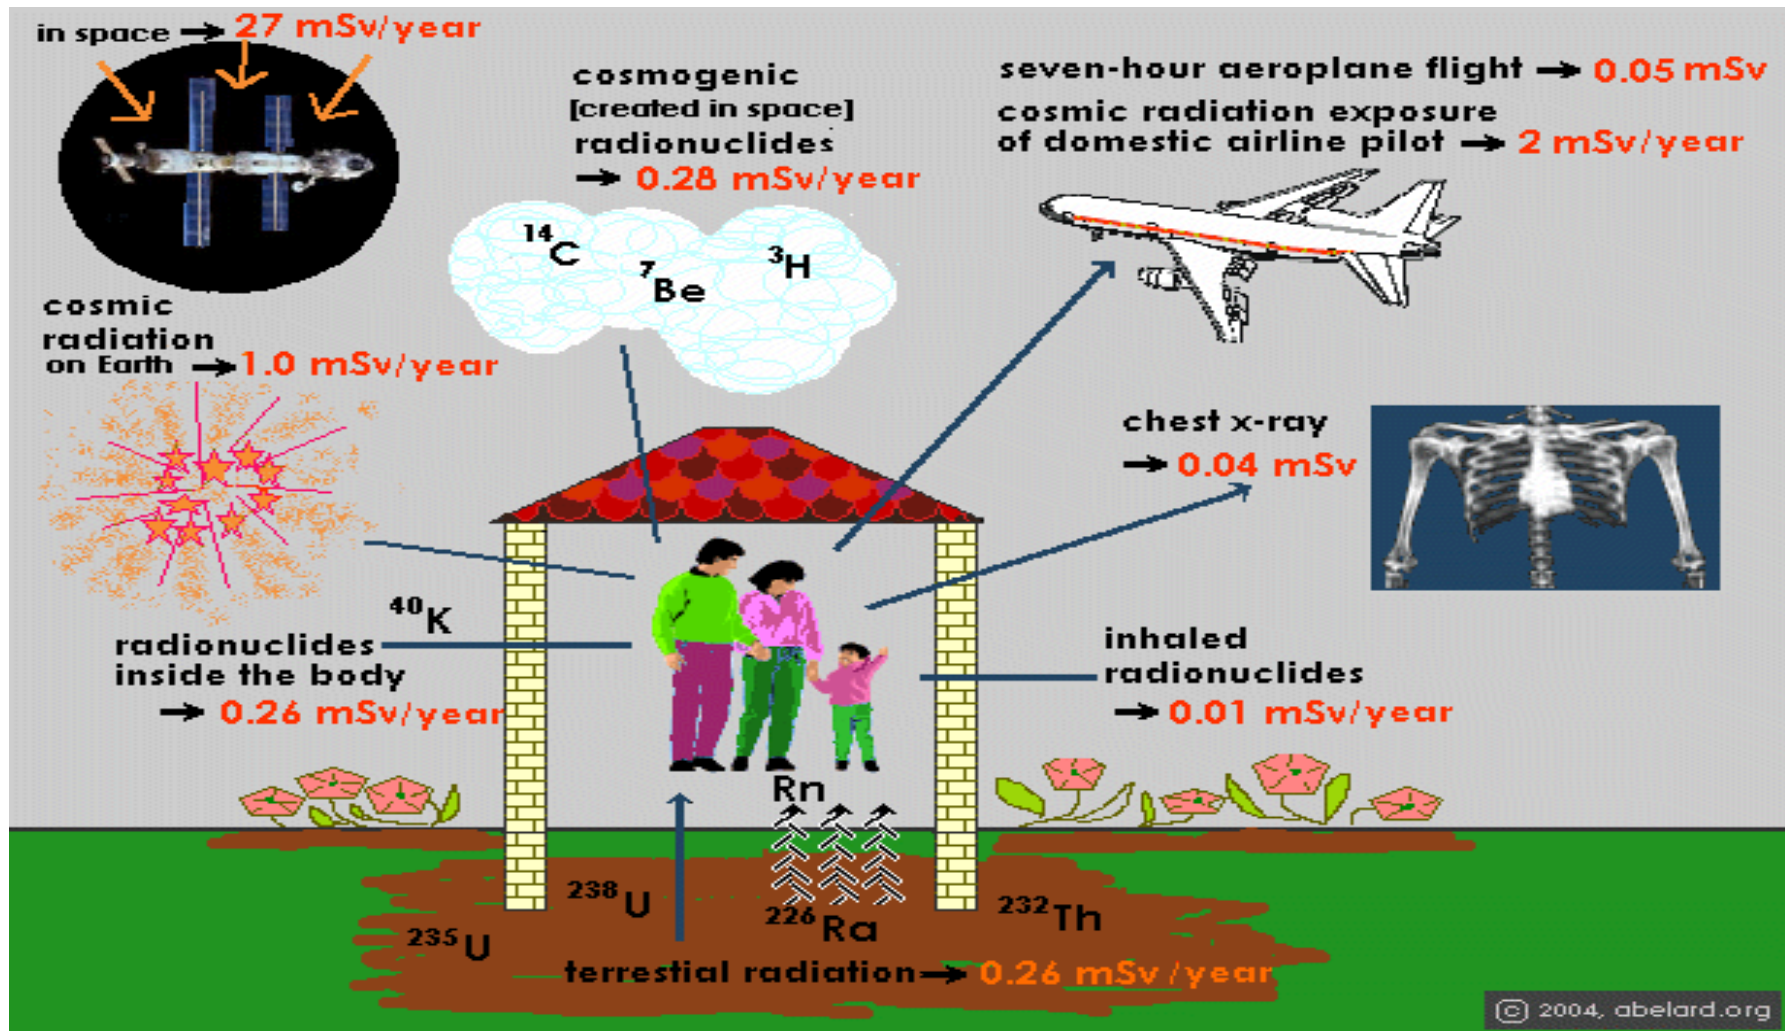 in space → 27 mSv/year
cosmogenic
[created in space]
radionuclides
→ 0.28 mSv/year
seven-hour aeroplane flight → 0.05 mSv
cosmic radiation exposure
of domestic airline pilot → 2 mSv/year
¹⁴C
⁷Be
³H
cosmic
radiation
on Earth → 1.0 mSv/year
chest x-ray
→ 0.04 mSv
⁴⁰K
radionuclides
inside the body
→ 0.26 mSv/year
inhaled
radionuclides
→ 0.01 mSv/year
Rn
²³⁸U
²²⁶Ra
²³²Th
²³⁵U
terrestial radiation → 0.26 mSv/year
(c) 2004, abelard.org